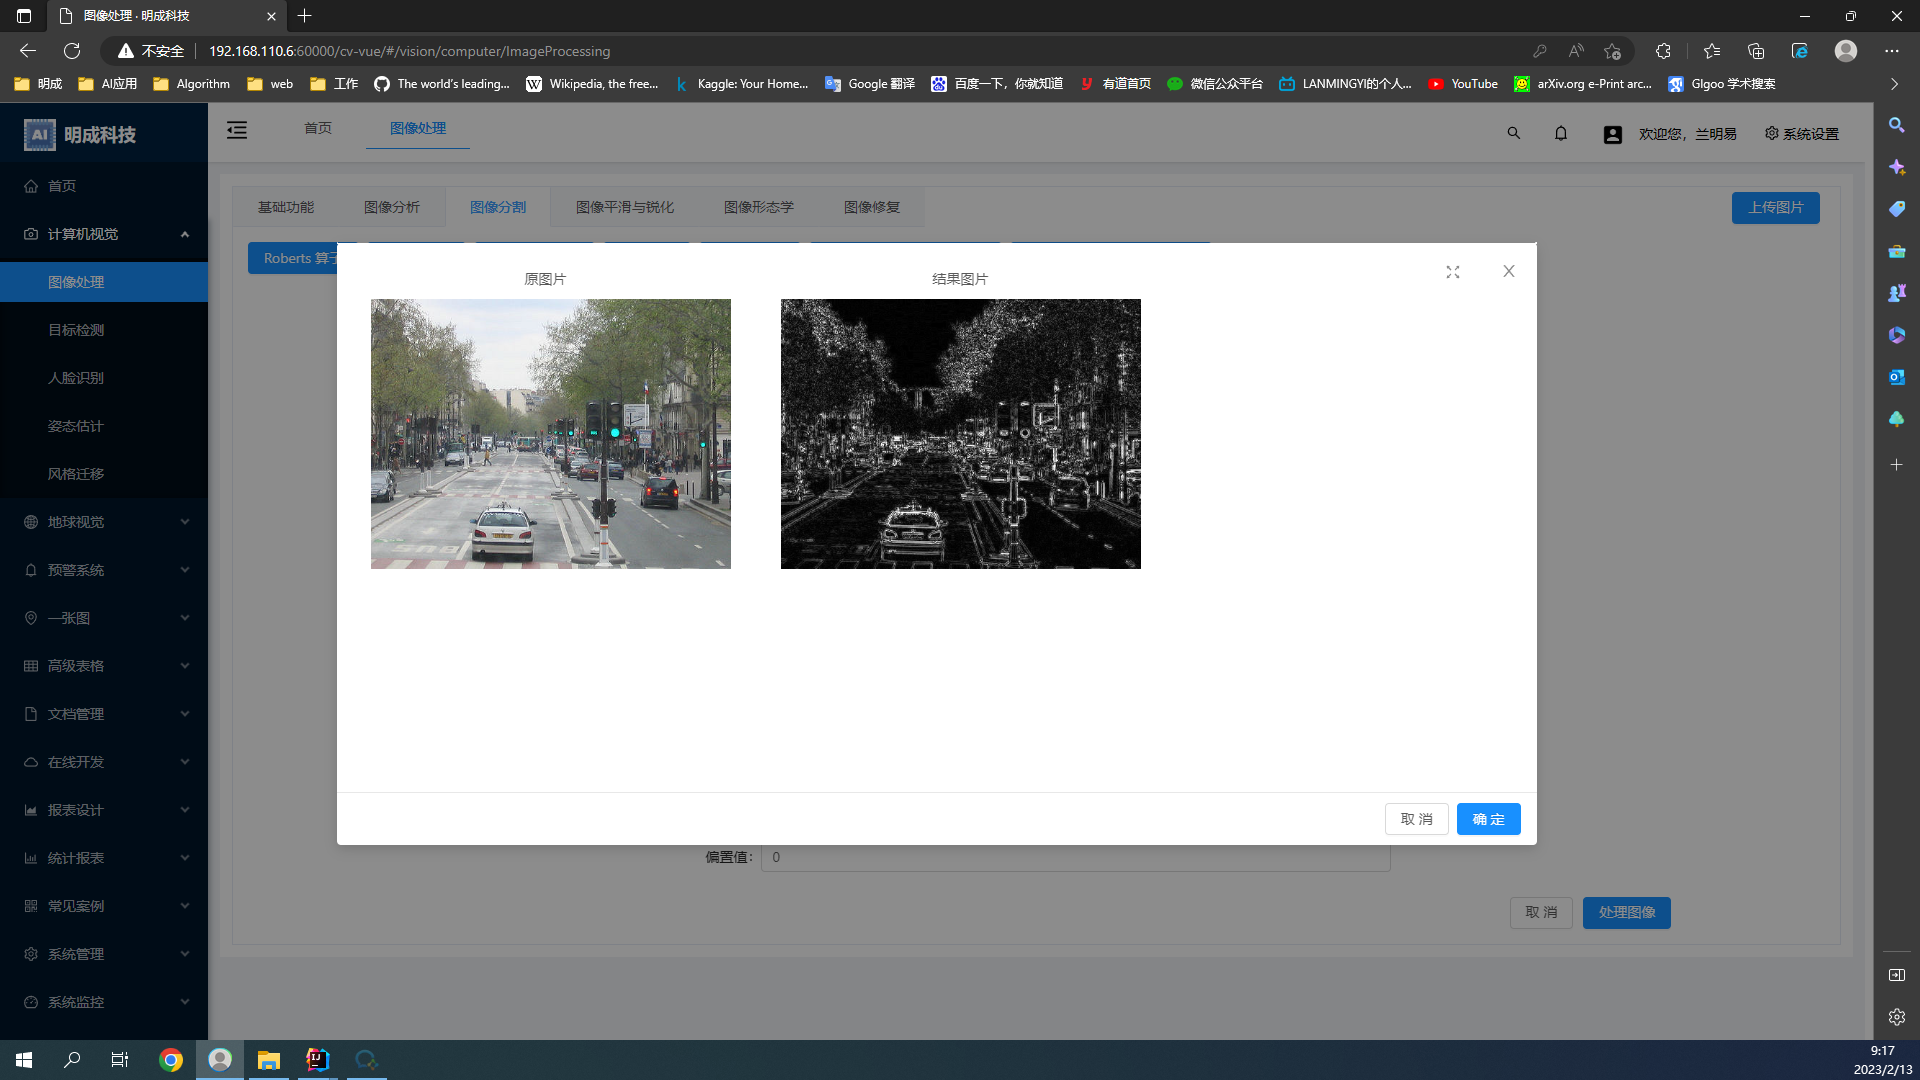 图像处理 · 明成科技
不安全
192.168.110.6:60000/cv-vue/#/vision/computer/ImageProcessing
明成
AI应用
Algorithm
web
工作
The world's leading...
Wikipedia, the free...
Kaggle: Your Home...
Google 翻译
百度一下，你就知道
有道首页
微信公众平台
LANMINGYI的个人...
YouTube
arXiv.org e-Print arc...
Glgoo 学术搜索
AI 明成科技
首页
图像处理
欢迎您，兰明易
系统设置
首页
计算机视觉
图像处理
目标检测
人脸识别
姿态估计
风格迁移
地球视觉
预警系统
一张图
高级表格
文档管理
在线开发
报表设计
统计报表
常见案例
系统管理
系统监控
基础功能
图像分析
图像分割
图像平滑与锐化
图像形态学
图像修复
上传图片
Roberts 算子
原图片
结果图片
取 消
确 定
偏置值：
0
取 消
处理图像
9:17
2023/2/13